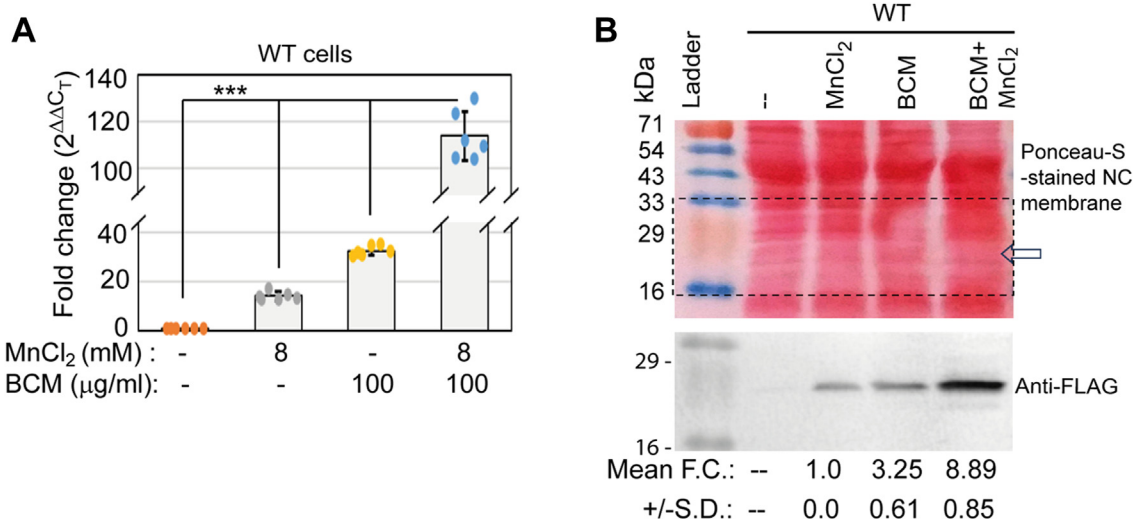 A
WT cells
Fold change (2^ΔΔC_T)
140
120
100
40
20
0
***
MnCl2 (mM) : - 8 - 8
BCM (μg/ml): - - 100 100
B
WT
kDa
Ladder
--
MnCl2
BCM
BCM+
MnCl2
71
54
43
33
29
16
Ponceau-S
-stained NC
membrane
29 -
16 -
Anti-FLAG
Mean F.C.: -- 1.0 3.25 8.89
+/-S.D.: -- 0.0 0.61 0.85